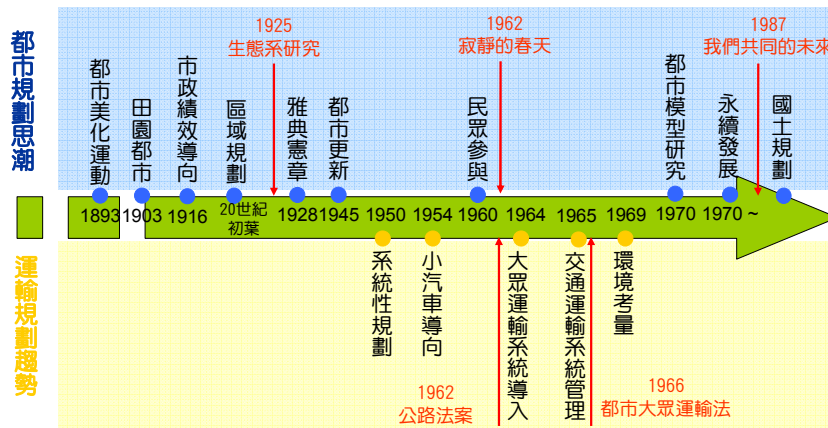 都市規劃思潮
1925
生態系研究
1962
寂靜的春天
1987
我們共同的未來
都市美化運動
田園都市
市政績效導向
區域規劃
雅典憲章
都市更新
民眾參與
都市模型研究
永續發展
國土規劃
1893
1903
1916
20世紀
初葉
1928
1945
1950
1954
1960
1964
1965
1969
1970
1970 ~
運輸規劃趨勢
系統性規劃
小汽車導向
大眾運輸系統導入
交通運輸系統管理
環境考量
1962
公路法案
1966
都市大眾運輸法